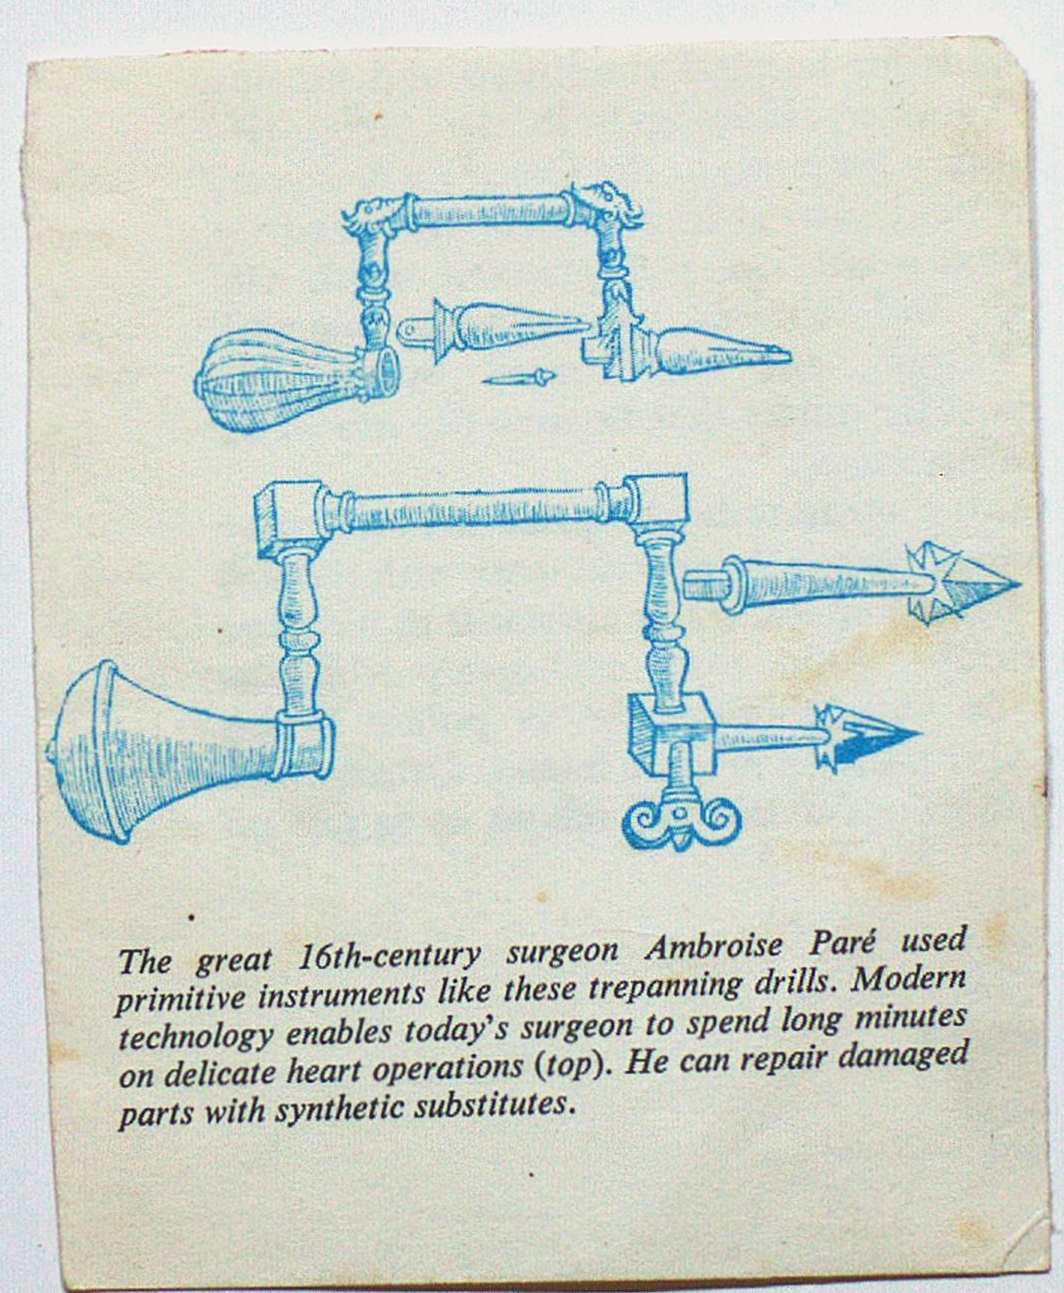 The great 16th-century surgeon Ambroise Paré used
primitive instruments like these trepanning drills. Modern
technology enables today's surgeon to spend long minutes
on delicate heart operations (top). He can repair damaged
parts with synthetic substitutes.